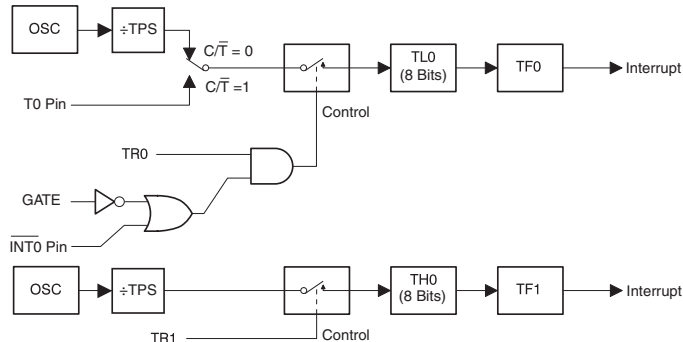 OSC
÷TPS
C/T̅ = 0
C/T̅ =1
T0 Pin
TL0
(8 Bits)
TF0
Interrupt
Control
TR0
GATE
I̅N̅T̅0̅ Pin
OSC
÷TPS
TH0
(8 Bits)
TF1
Interrupt
TR1
Control